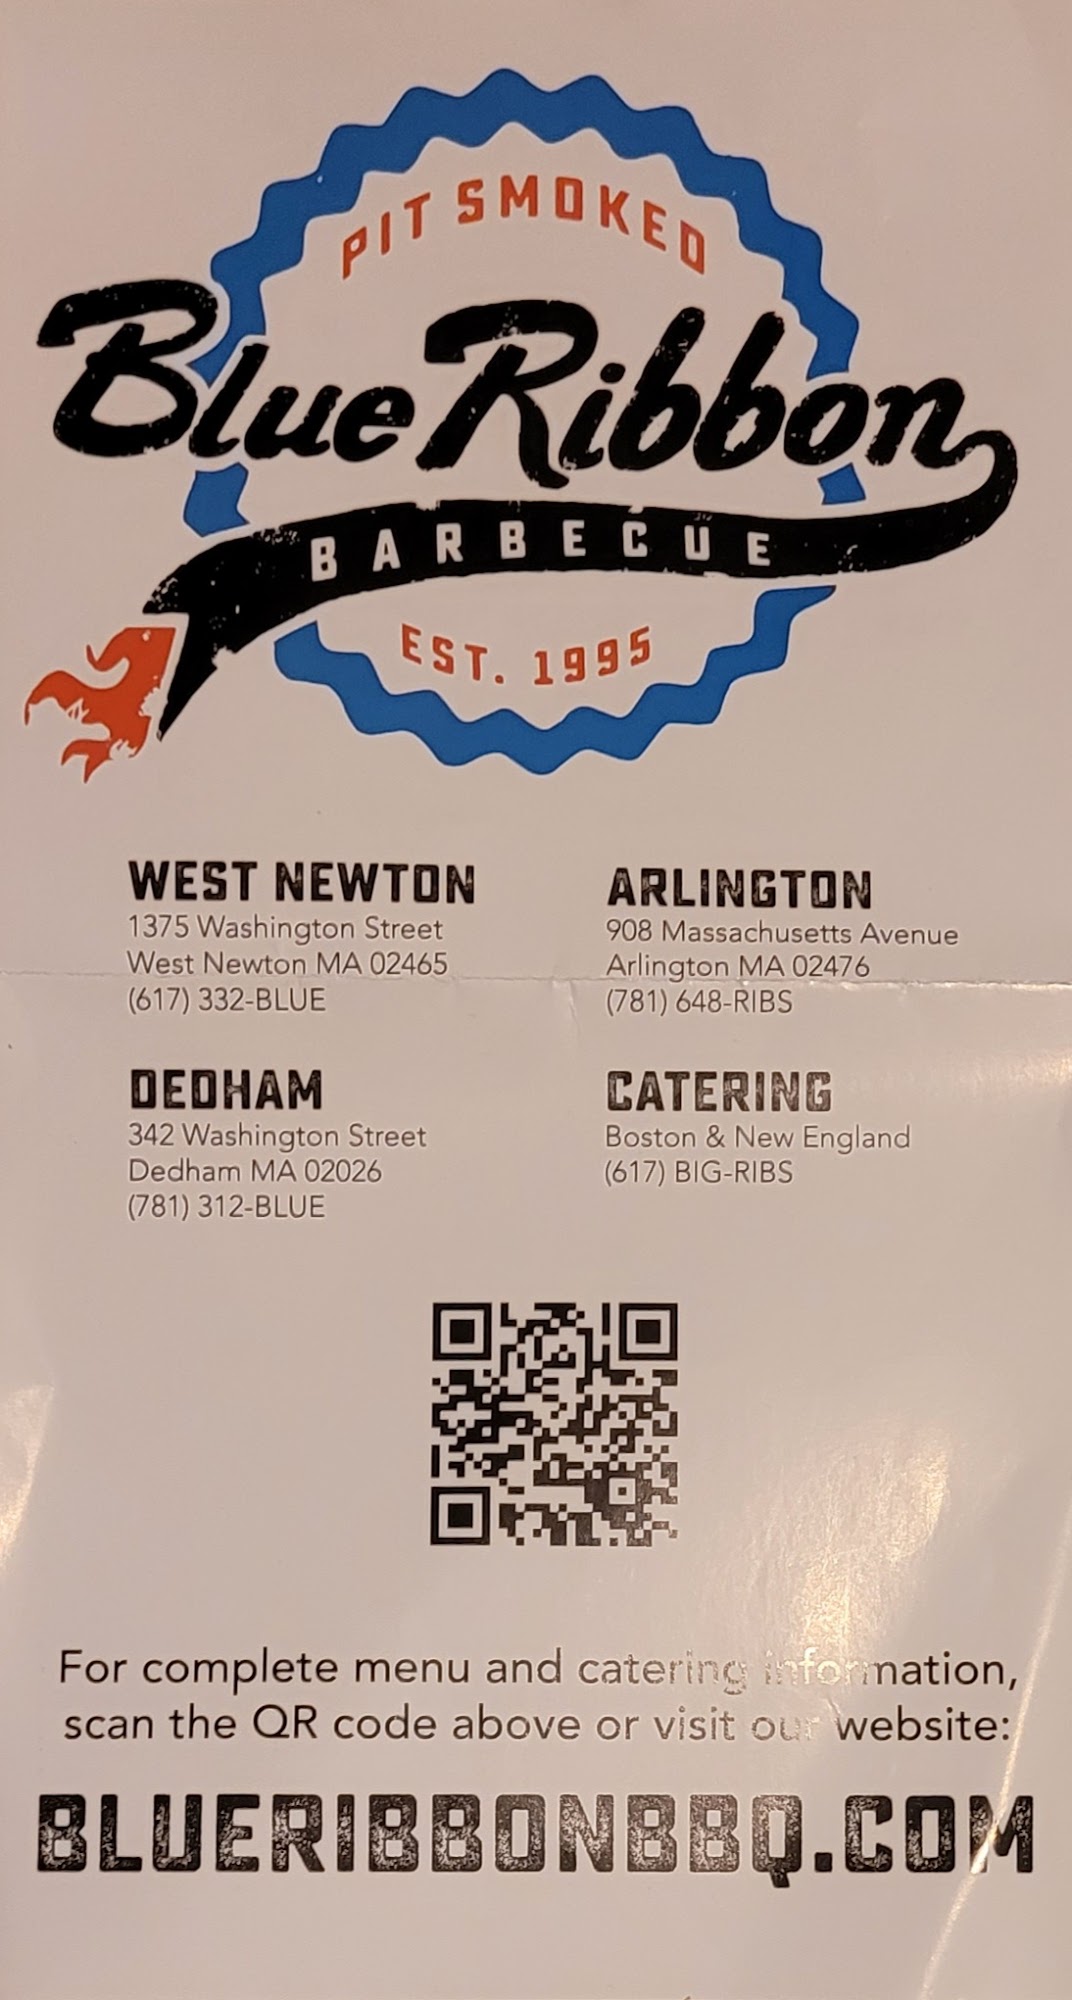 PIT SMOKED
Blue Ribbon
BARBECUE
EST. 1995
WEST NEWTON
1375 Washington Street
West Newton MA 02465
(617) 332-BLUE
ARLINGTON
908 Massachusetts Avenue
Arlington MA 02476
(781) 648-RIBS
DEDHAM
342 Washington Street
Dedham MA 02026
(781) 312-BLUE
CATERING
Boston & New England
(617) BIG-RIBS
For complete menu and catering information,
scan the QR code above or visit our website:
BLUERIBBONBBQ.COM